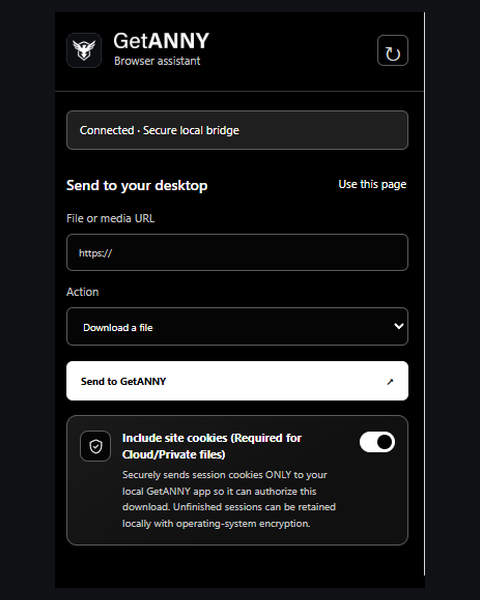 GetANNY
Browser assistant
Connected · Secure local bridge
Send to your desktop
Use this page
File or media URL
https://
Action
Download a file
Send to GetANNY
Include site cookies (Required for
Cloud/Private files)
Securely sends session cookies ONLY to your
local GetANNY app so it can authorize this
download. Unfinished sessions can be retained
locally with operating-system encryption.